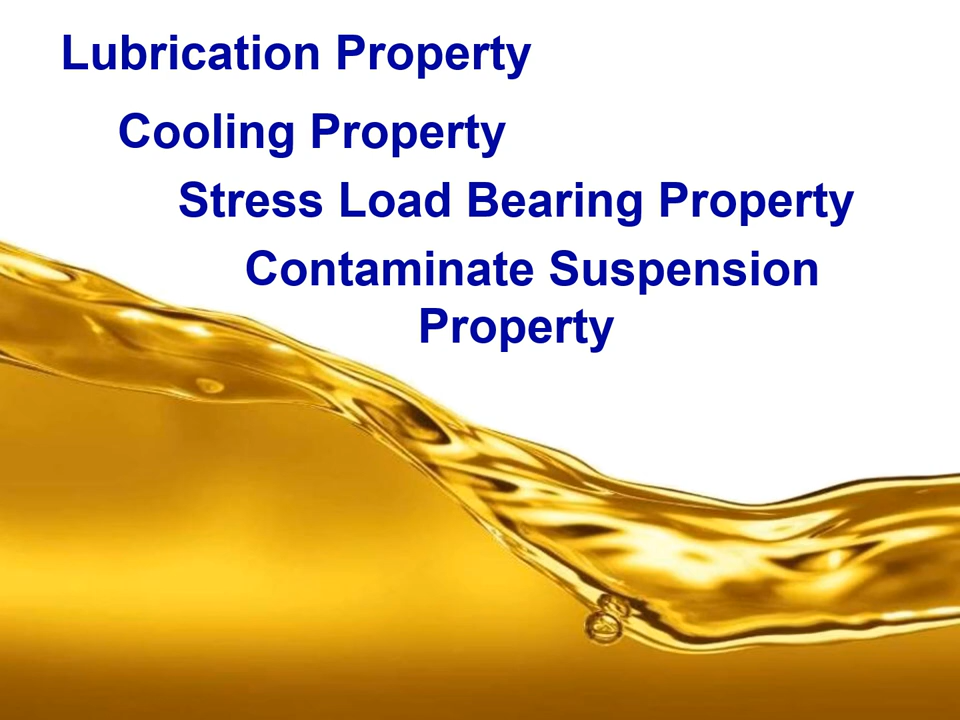 Lubrication Property
Cooling Property
Stress Load Bearing Property
Contaminate Suspension
Property